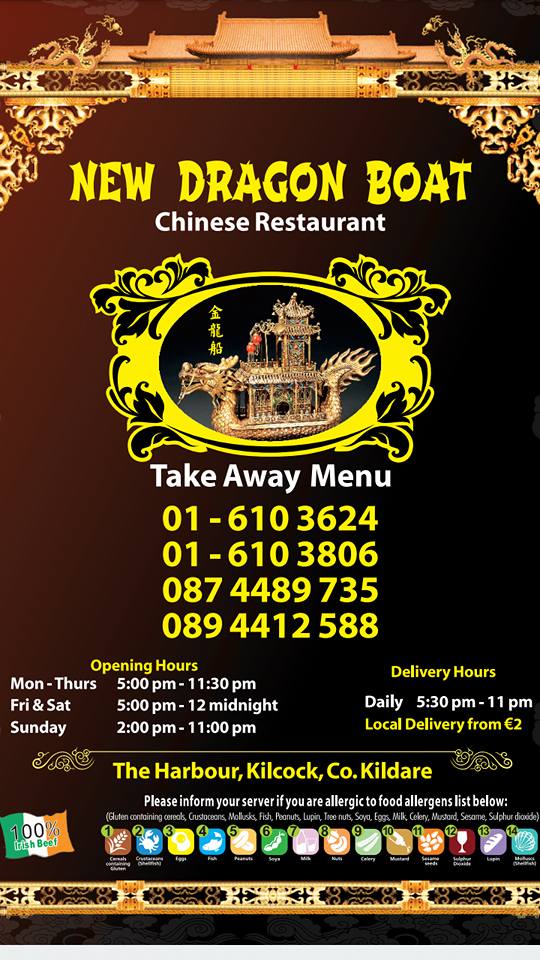 NEW DRAGON BOAT
Chinese Restaurant
金龍船
Take Away Menu
01 - 610 3624
01 - 610 3806
087 4489 735
089 4412 588
Opening Hours
Mon - Thurs 5:00 pm - 11:30 pm
Fri & Sat 5:00 pm - 12 midnight
Sunday 2:00 pm - 11:00 pm
Delivery Hours
Daily 5:30 pm - 11 pm
Local Delivery from €2
The Harbour, Kilcock, Co. Kildare
Please inform your server if you are allergic to food allergens list below:
(Gluten containing cereals, Crustaceans, Mollusks, Fish, Peanuts, Lupin, Tree nuts, Soya, Eggs, Milk, Celery, Mustard, Sesame, Sulphur dioxide)
100%
Irish Beef
1 Cereals containing Gluten
2 Crustaceans (Shellfish)
3 Eggs
4 Fish
5 Peanuts
6 Soya
7 Milk
8 Nuts
9 Celery
10 Mustard
11 Sesame seeds
12 Sulphur Dioxide
13 Lupin
14 Molluscs (Shellfish)